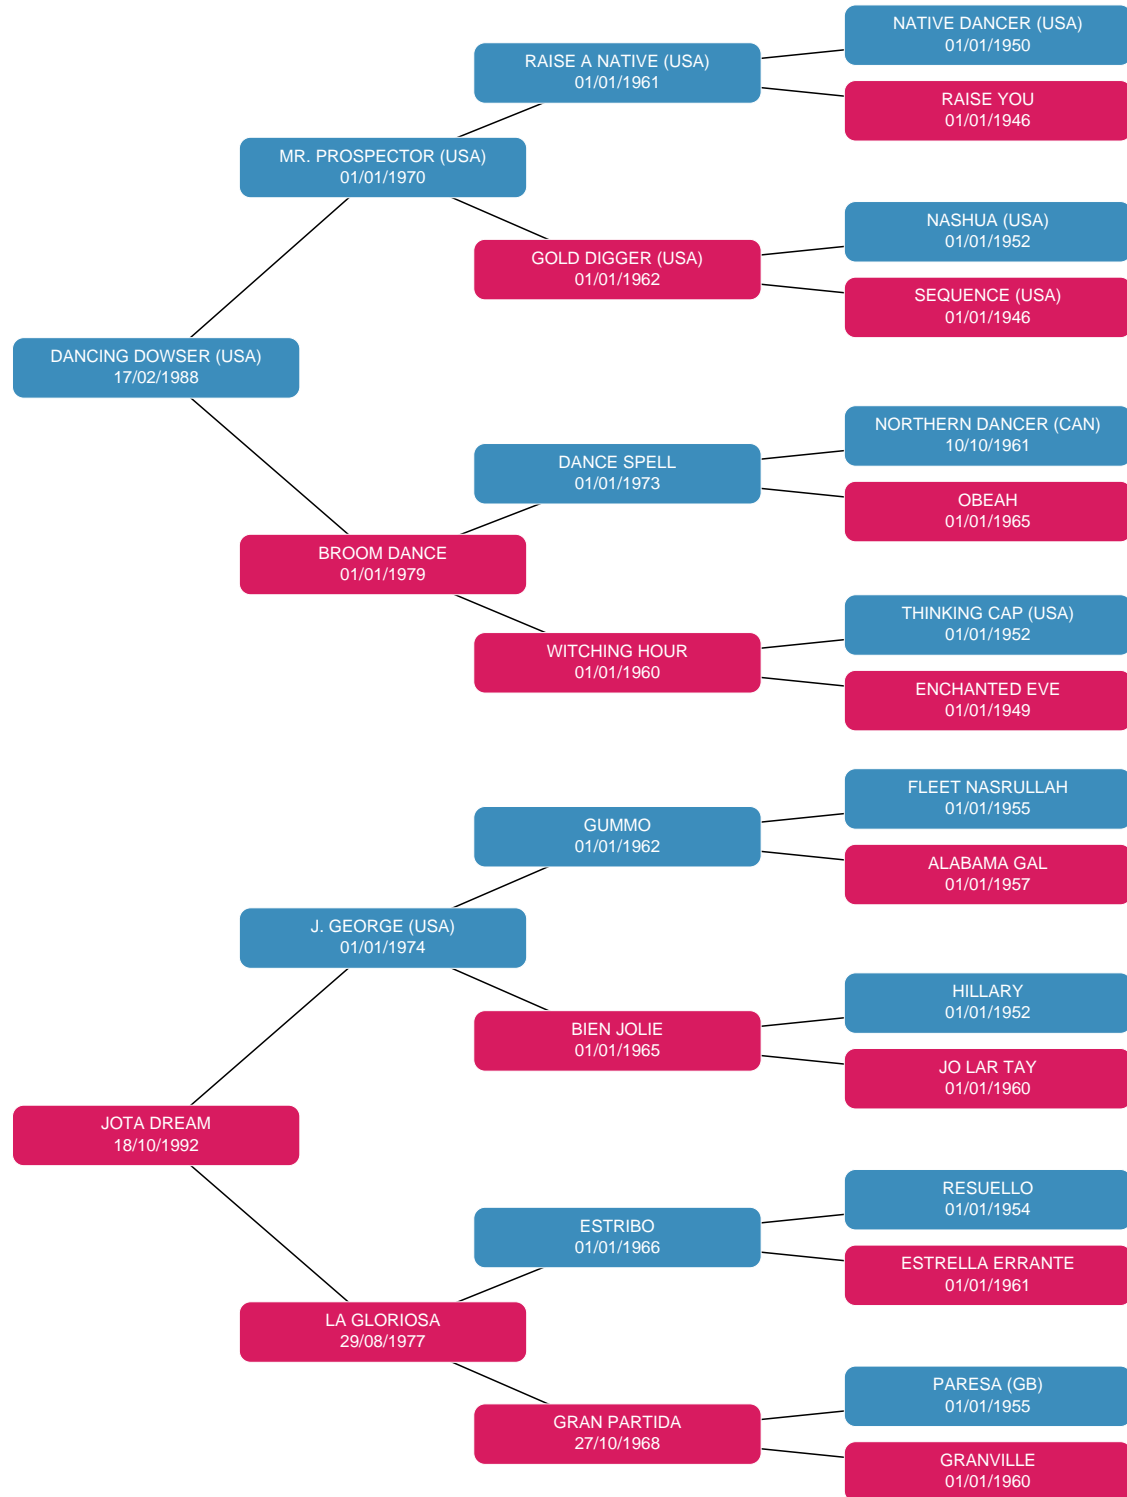 NATIVE DANCER (USA)
01/01/1950
RAISE A NATIVE (USA)
01/01/1961
RAISE YOU
01/01/1946
MR. PROSPECTOR (USA)
01/01/1970
NASHUA (USA)
01/01/1952
GOLD DIGGER (USA)
01/01/1962
SEQUENCE (USA)
01/01/1946
DANCING DOWSER (USA)
17/02/1988
NORTHERN DANCER (CAN)
10/10/1961
DANCE SPELL
01/01/1973
OBEAH
01/01/1965
BROOM DANCE
01/01/1979
THINKING CAP (USA)
01/01/1952
WITCHING HOUR
01/01/1960
ENCHANTED EVE
01/01/1949
FLEET NASRULLAH
01/01/1955
GUMMO
01/01/1962
ALABAMA GAL
01/01/1957
J. GEORGE (USA)
01/01/1974
HILLARY
01/01/1952
BIEN JOLIE
01/01/1965
JO LAR TAY
01/01/1960
JOTA DREAM
18/10/1992
RESUELLO
01/01/1954
ESTRIBO
01/01/1966
ESTRELLA ERRANTE
01/01/1961
LA GLORIOSA
29/08/1977
PARESA (GB)
01/01/1955
GRAN PARTIDA
27/10/1968
GRANVILLE
01/01/1960